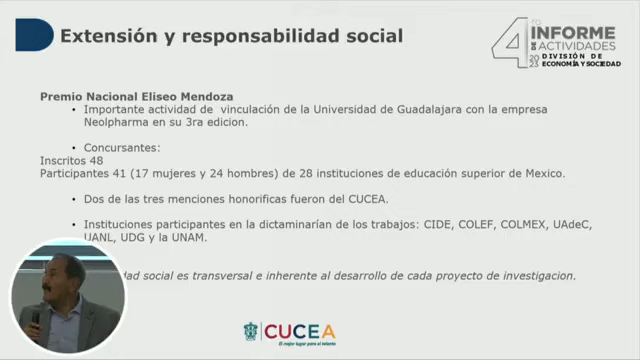 Extensión y responsabilidad social
4to INFORME
DE ACTIVIDADES
2023 DIVISIÓN DE
ECONOMÍA Y SOCIEDAD
Premio Nacional Eliseo Mendoza
• Importante actividad de vinculación de la Universidad de Guadalajara con la empresa
Neolpharma en su 3ra edicion.
• Concursantes:
Inscritos 48
Participantes 41 (17 mujeres y 24 hombres) de 28 instituciones de educación superior de Mexico.
• Dos de las tres menciones honorificas fueron del CUCEA.
• Instituciones participantes en la dictaminarían de los trabajos: CIDE, COLEF, COLMEX, UAdeC,
UANL, UDG y la UNAM.
social es transversal e inherente al desarrollo de cada proyecto de investigacion.
CUCEA
El mejor lugar para el talento